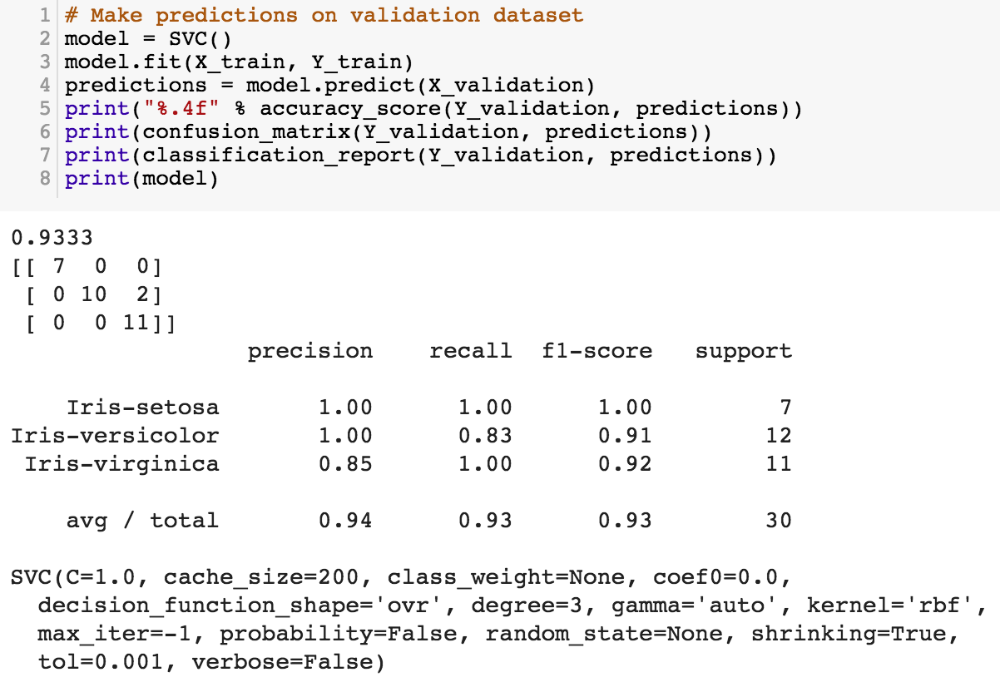 1 # Make predictions on validation dataset
2 model = SVC()
3 model.fit(X_train, Y_train)
4 predictions = model.predict(X_validation)
5 print("%.4f" % accuracy_score(Y_validation, predictions))
6 print(confusion_matrix(Y_validation, predictions))
7 print(classification_report(Y_validation, predictions))
8 print(model)
0.9333
[[ 7  0  0]
 [ 0 10  2]
 [ 0  0 11]]
                 precision    recall  f1-score   support
    Iris-setosa       1.00      1.00      1.00         7
Iris-versicolor       1.00      0.83      0.91        12
 Iris-virginica       0.85      1.00      0.92        11
    avg / total       0.94      0.93      0.93        30
SVC(C=1.0, cache_size=200, class_weight=None, coef0=0.0,
  decision_function_shape='ovr', degree=3, gamma='auto', kernel='rbf',
  max_iter=-1, probability=False, random_state=None, shrinking=True,
  tol=0.001, verbose=False)